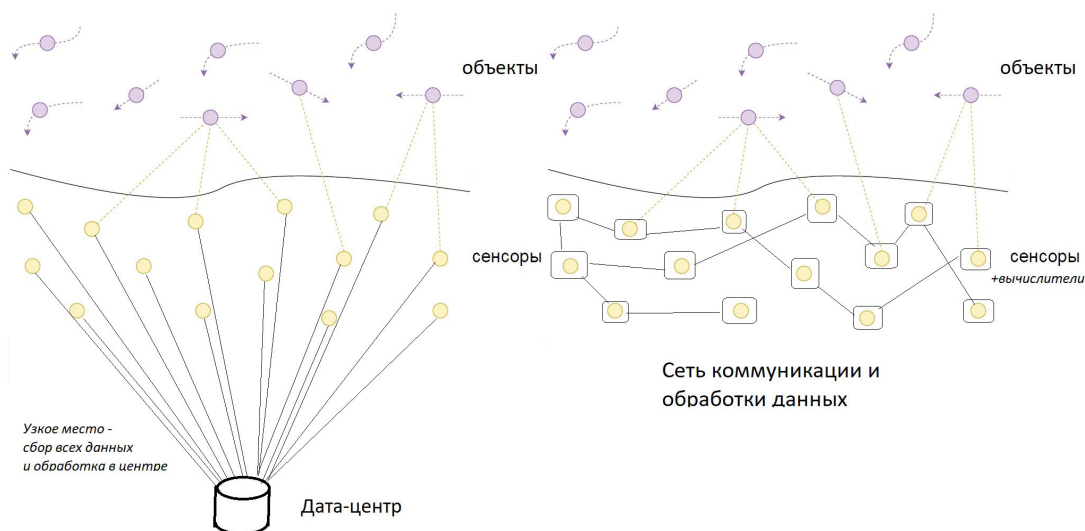 объекты
сенсоры
Узкое место -
сбор всех данных
и обработка в центре
Дата-центр
объекты
сенсоры
+вычислители
Сеть коммуникации и
обработки данных